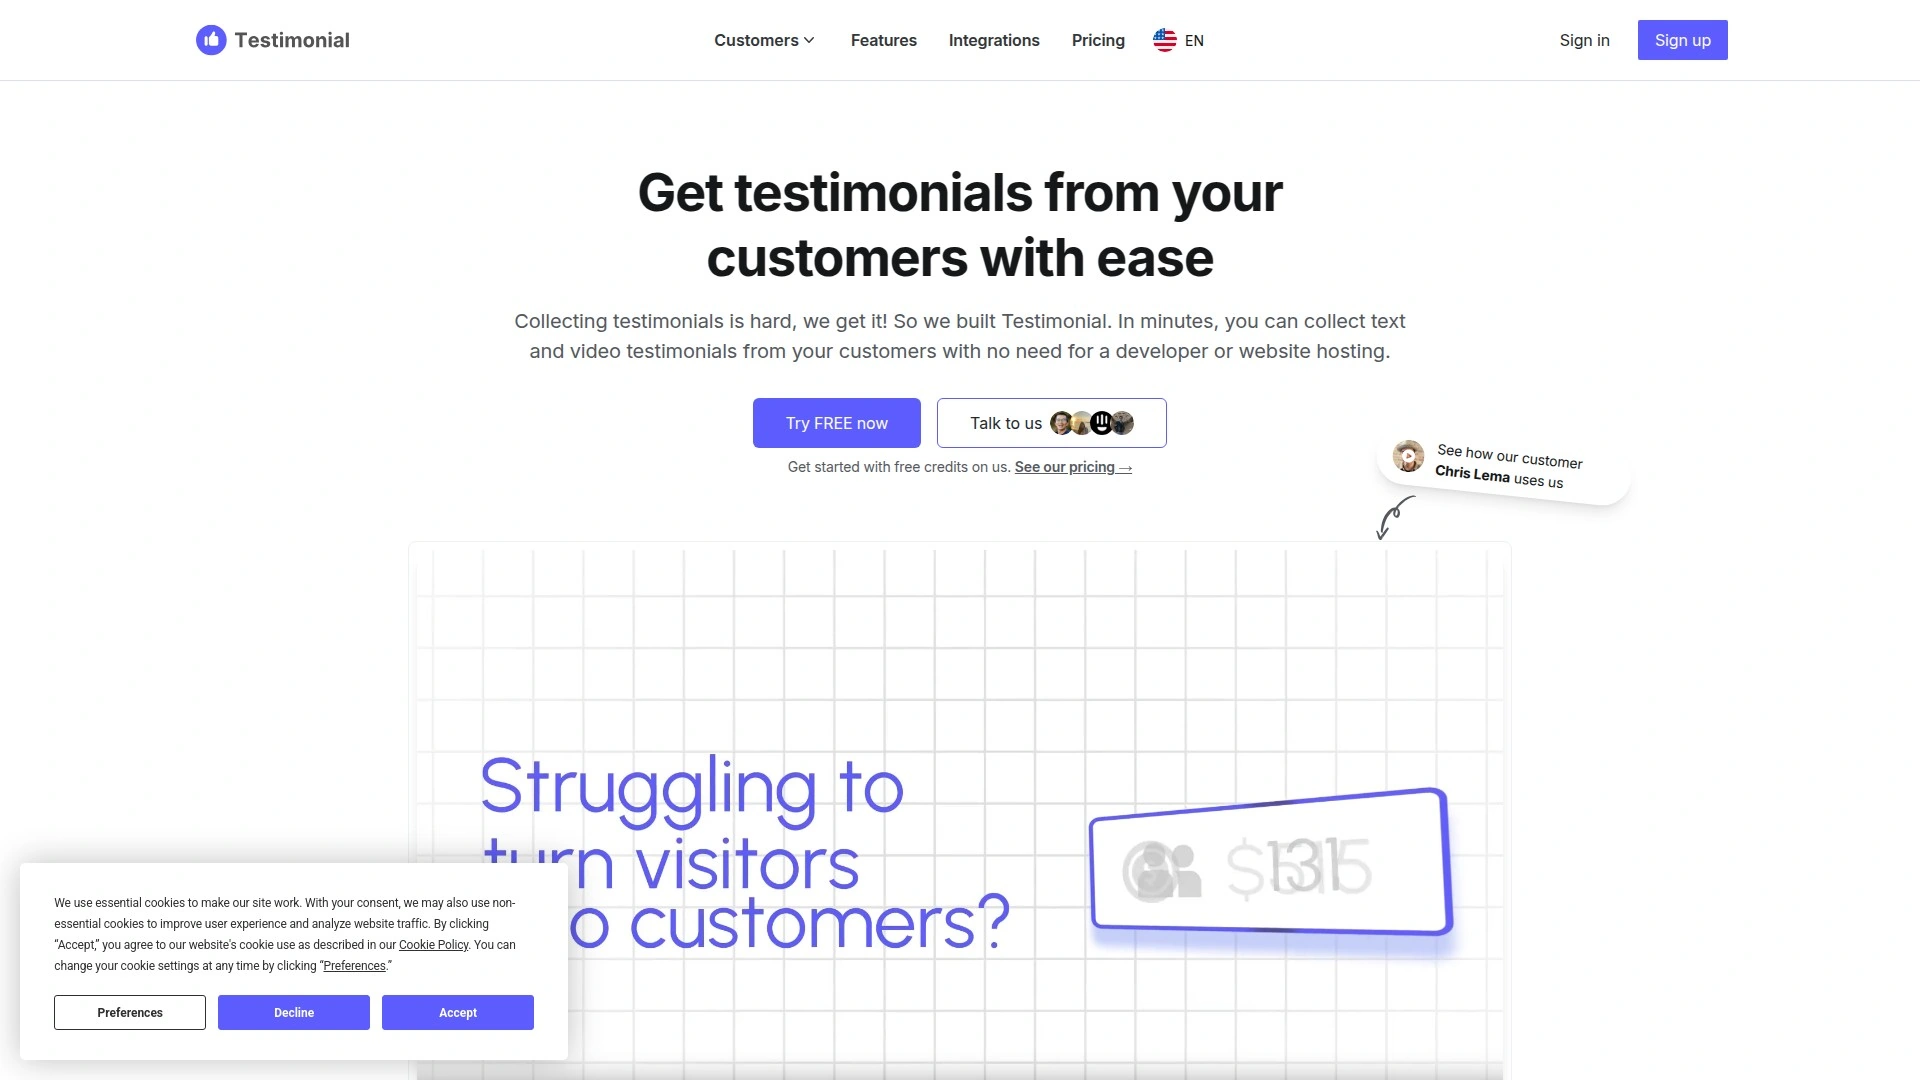 Testimonial
Customers
Features
Integrations
Pricing
EN
Sign in
Sign up
Get testimonials from your
customers with ease
Collecting testimonials is hard, we get it! So we built Testimonial. In minutes, you can collect text
and video testimonials from your customers with no need for a developer or website hosting.
Try FREE now
Talk to us
Get started with free credits on us. See our pricing →
See how our customer
Chris Lema uses us
Struggling to
turn visitors
o customers?
We use essential cookies to make our site work. With your consent, we may also use non-
essential cookies to improve user experience and analyze website traffic. By clicking
“Accept,” you agree to our website's cookie use as described in our Cookie Policy. You can
change your cookie settings at any time by clicking “Preferences.”
Preferences
Decline
Accept